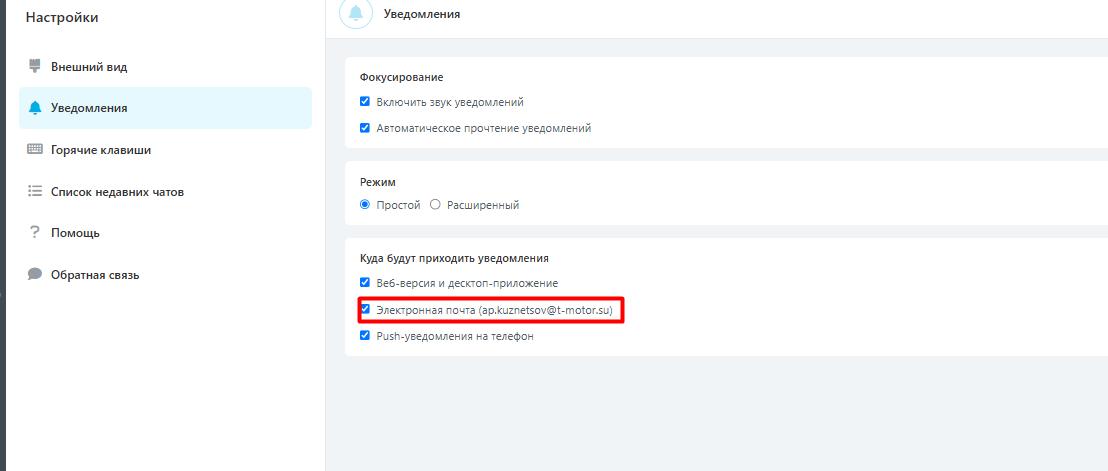 Настройки
Уведомления
Внешний вид
Уведомления
Горячие клавиши
Список недавних чатов
Помощь
Обратная связь
Фокусирование
Включить звук уведомлений
Автоматическое прочтение уведомлений
Режим
Простой Расширенный
Куда будут приходить уведомления
Веб-версия и десктоп-приложение
Электронная почта (ap.kuznetsov@t-motor.su)
Push-уведомления на телефон